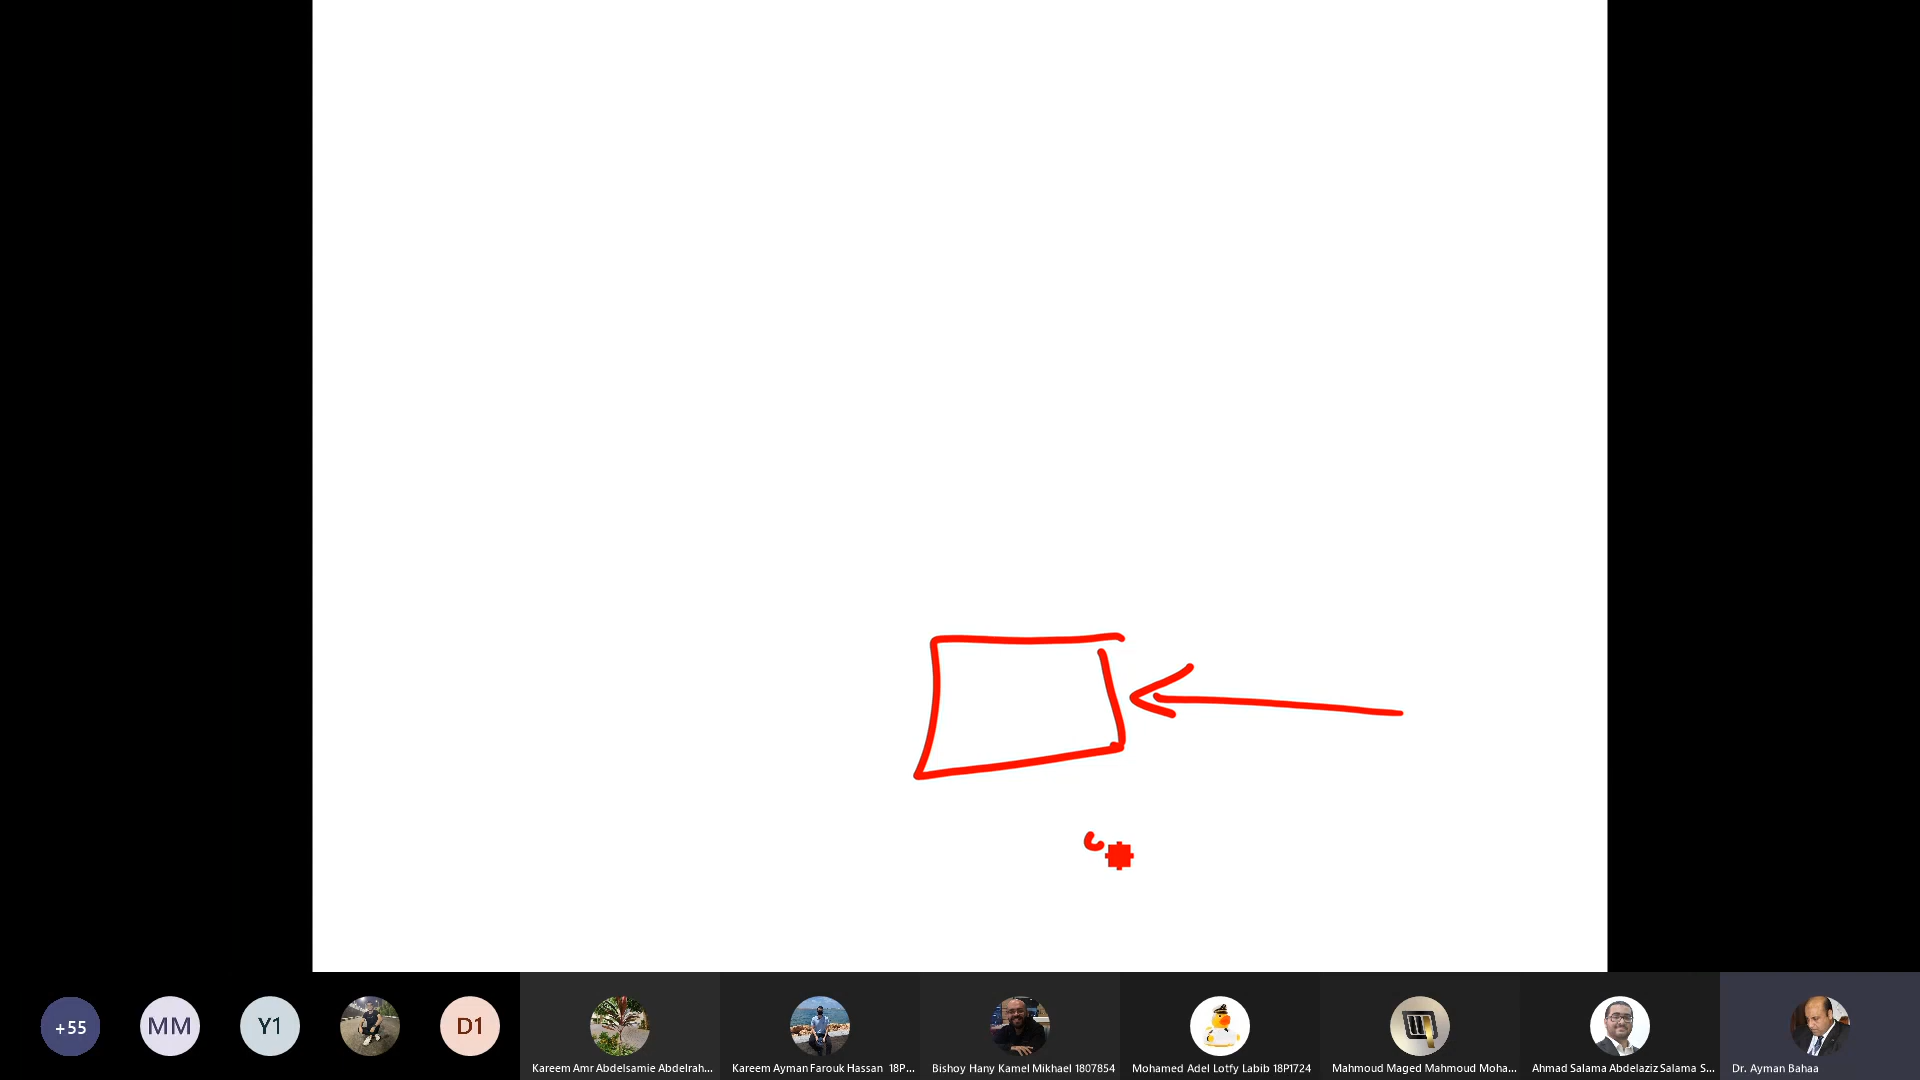 +55
MM
Y1
D1
Kareem Amr Abdelsamie Abdelrah...
Kareem Ayman Farouk Hassan 18P...
Bishoy Hany Kamel Mikhael 1807854
Mohamed Adel Lotfy Labib 18P1724
Mahmoud Maged Mahmoud Moha...
Ahmad Salama Abdelaziz Salama S...
Dr. Ayman Bahaa